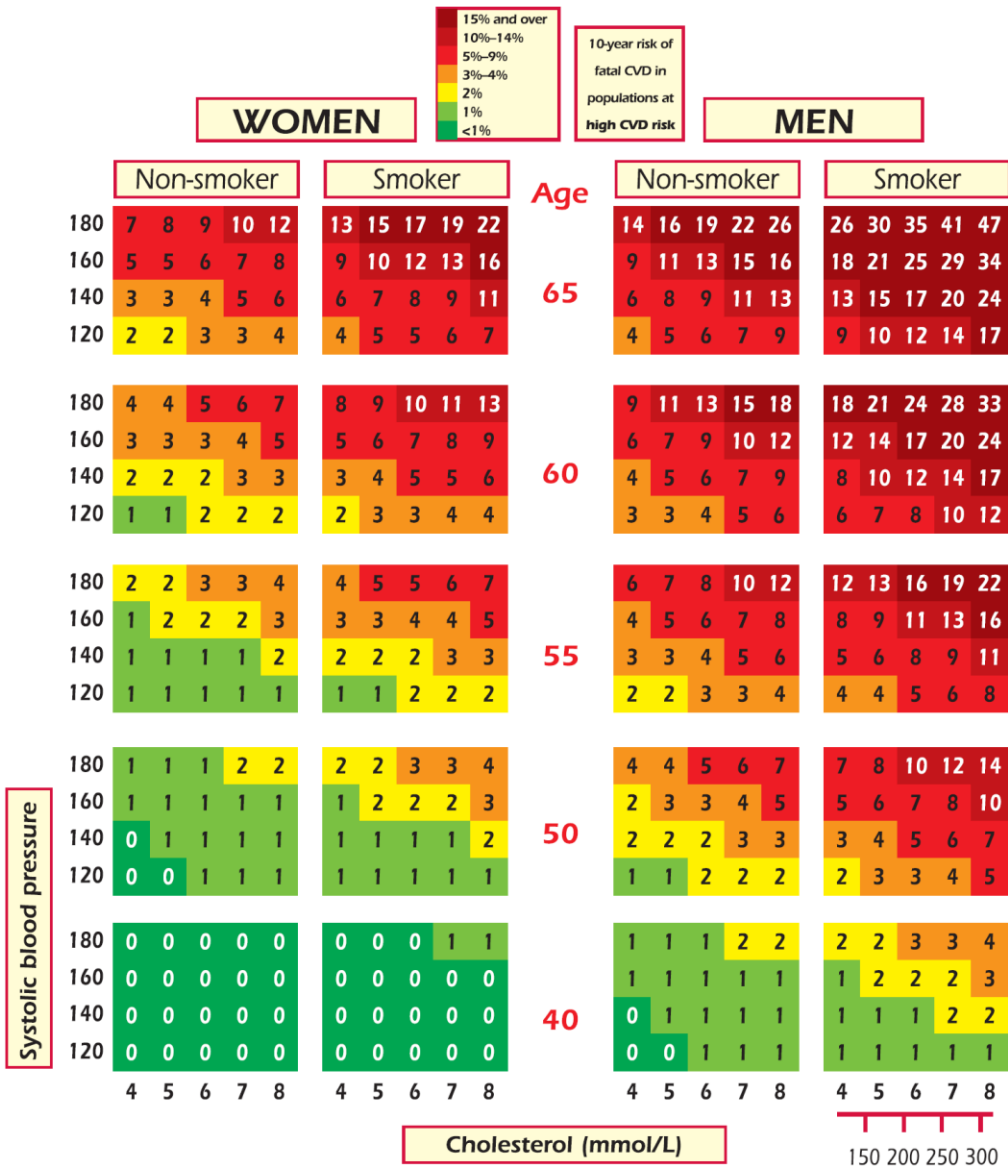 15% and over
10%–14%
5%–9%
3%–4%
2%
1%
<1%
10-year risk of
fatal CVD in
populations at
high CVD risk
WOMEN
MEN
Non-smoker Smoker Age Non-smoker Smoker
180 7 8 9 10 12 13 15 17 19 22 14 16 19 22 26 26 30 35 41 47
160 5 5 6 7 8 9 10 12 13 16 9 11 13 15 16 18 21 25 29 34
65
140 3 3 4 5 6 6 7 8 9 11 6 8 9 11 13 13 15 17 20 24
120 2 2 3 3 4 4 5 5 6 7 4 5 6 7 9 9 10 12 14 17
180 4 4 5 6 7 8 9 10 11 13 9 11 13 15 18 18 21 24 28 33
160 3 3 3 4 5 5 6 7 8 9 6 7 9 10 12 12 14 17 20 24
60
140 2 2 2 3 3 3 4 5 5 6 4 5 6 7 9 8 10 12 14 17
120 1 1 2 2 2 2 3 3 4 4 3 3 4 5 6 6 7 8 10 12
180 2 2 3 3 4 4 5 5 6 7 6 7 8 10 12 12 13 16 19 22
160 1 2 2 2 3 3 3 4 4 5 4 5 6 7 8 8 9 11 13 16
55
140 1 1 1 1 2 2 2 2 3 3 3 3 4 5 6 5 6 8 9 11
120 1 1 1 1 1 1 1 2 2 2 2 2 3 3 4 4 4 5 6 8
180 1 1 1 2 2 2 2 3 3 4 4 4 5 6 7 7 8 10 12 14
160 1 1 1 1 1 1 2 2 2 3 2 3 3 4 5 5 6 7 8 10
50
140 0 1 1 1 1 1 1 1 1 2 2 2 2 3 3 3 4 5 6 7
120 0 0 1 1 1 1 1 1 1 1 1 1 2 2 2 2 3 3 4 5
180 0 0 0 0 0 0 0 0 1 1 1 1 1 2 2 2 2 3 3 4
160 0 0 0 0 0 0 0 0 0 0 1 1 1 1 1 1 2 2 2 3
40
140 0 0 0 0 0 0 0 0 0 0 0 1 1 1 1 1 1 1 2 2
120 0 0 0 0 0 0 0 0 0 0 0 0 1 1 1 1 1 1 1 1
4 5 6 7 8 4 5 6 7 8 4 5 6 7 8 4 5 6 7 8
Systolic blood pressure
Cholesterol (mmol/L)
150 200 250 300